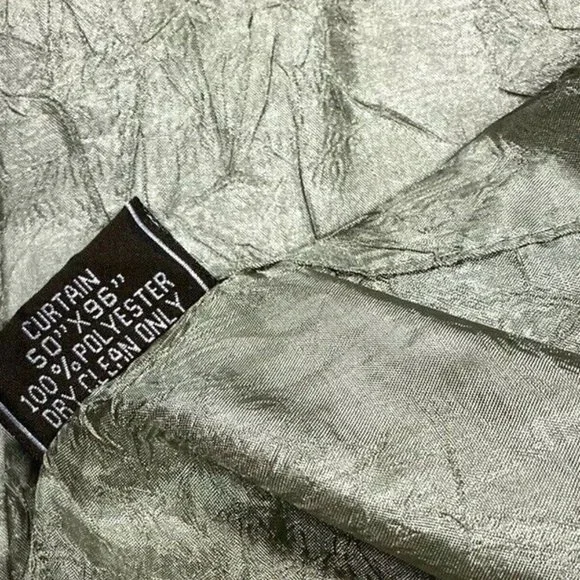 CURTAIN
50"X96"
100% POLYESTER
DRY CLEAN ONLY